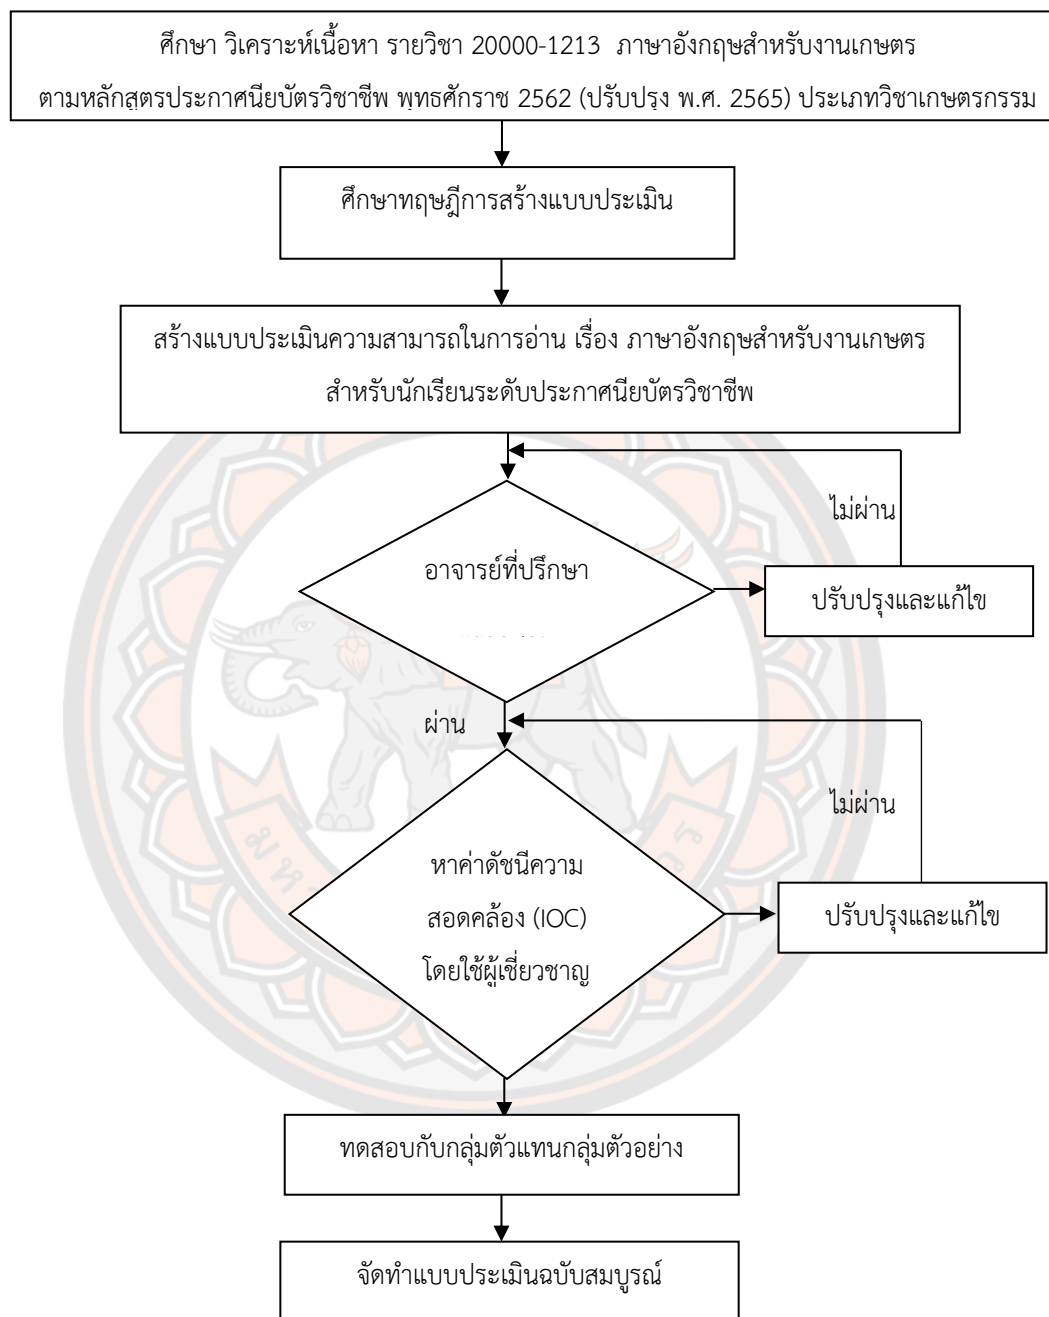 ศึกษา วิเคราะห์เนื้อหา รายวิชา 20000-1213 ภาษาอังกฤษสำหรับงานเกษตร
ตามหลักสูตรประกาศนียบัตรวิชาชีพ พุทธศักราช 2562 (ปรับปรุง พ.ศ. 2565) ประเภทวิชาเกษตรกรรม
ศึกษาทฤษฎีการสร้างแบบประเมิน
สร้างแบบประเมินความสามารถในการอ่าน เรื่อง ภาษาอังกฤษสำหรับงานเกษตร
สำหรับนักเรียนระดับประกาศนียบัตรวิชาชีพ
ไม่ผ่าน
อาจารย์ที่ปรึกษา
ปรับปรุงและแก้ไข
ผ่าน
ไม่ผ่าน
หาค่าดัชนีความ
สอดคล้อง (IOC)
โดยใช้ผู้เชี่ยวชาญ
ปรับปรุงและแก้ไข
ทดสอบกับกลุ่มตัวแทนกลุ่มตัวอย่าง
จัดทำแบบประเมินฉบับสมบูรณ์